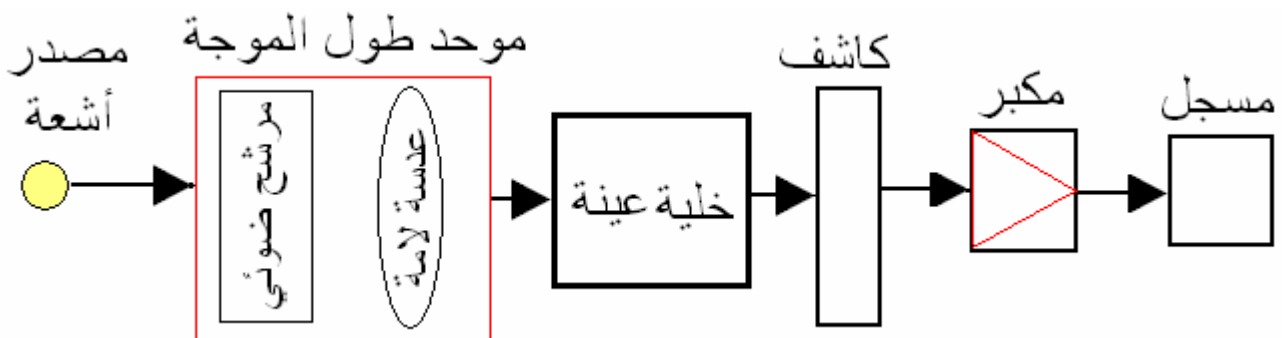 مصدر
أشعة
موحد طول الموجة
مرشح ضوئي
عدسة لامة
خلية عينة
كاشف
مكبر
مسجل